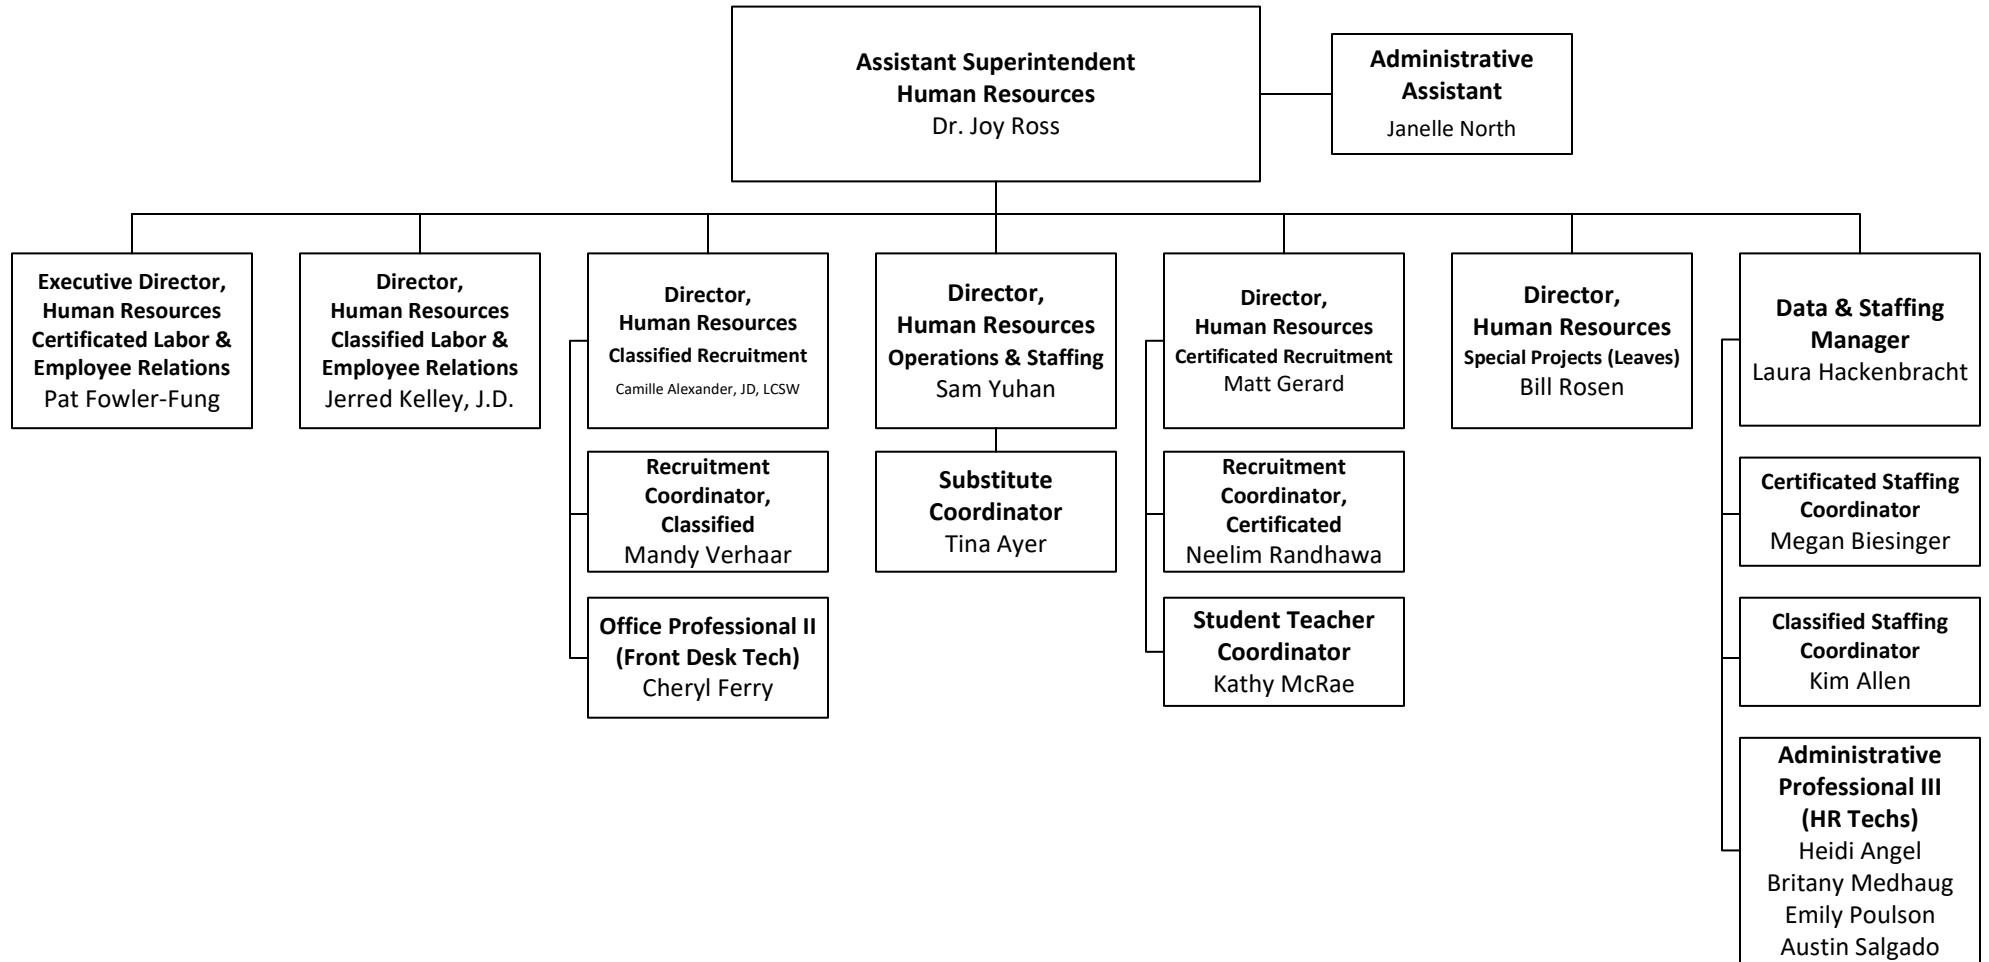 Assistant Superintendent
Human Resources
Dr. Joy Ross
Administrative
Assistant
Janelle North
Executive Director,
Human Resources
Certificated Labor &
Employee Relations
Pat Fowler-Fung
Director,
Human Resources
Classified Labor &
Employee Relations
Jerred Kelley, J.D.
Director,
Human Resources
Classified Recruitment
Camille Alexander, JD, LCSW
Director,
Human Resources
Operations & Staffing
Sam Yuhan
Director,
Human Resources
Certificated Recruitment
Matt Gerard
Director,
Human Resources
Special Projects (Leaves)
Bill Rosen
Data & Staffing
Manager
Laura Hackenbracht
Recruitment
Coordinator,
Classified
Mandy Verhaar
Substitute
Coordinator
Tina Ayer
Recruitment
Coordinator,
Certificated
Neelim Randhawa
Certificated Staffing
Coordinator
Megan Biesinger
Office Professional II
(Front Desk Tech)
Cheryl Ferry
Student Teacher
Coordinator
Kathy McRae
Classified Staffing
Coordinator
Kim Allen
Administrative
Professional III
(HR Techs)
Heidi Angel
Britany Medhaug
Emily Poulson
Austin Salgado